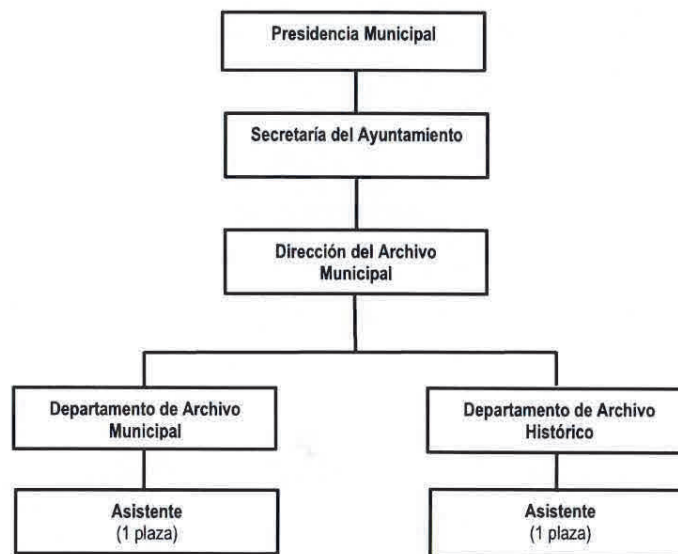 Presidencia Municipal
Secretaría del Ayuntamiento
Dirección del Archivo
Municipal
Departamento de Archivo
Municipal
Departamento de Archivo
Histórico
Asistente
(1 plaza)
Asistente
(1 plaza)